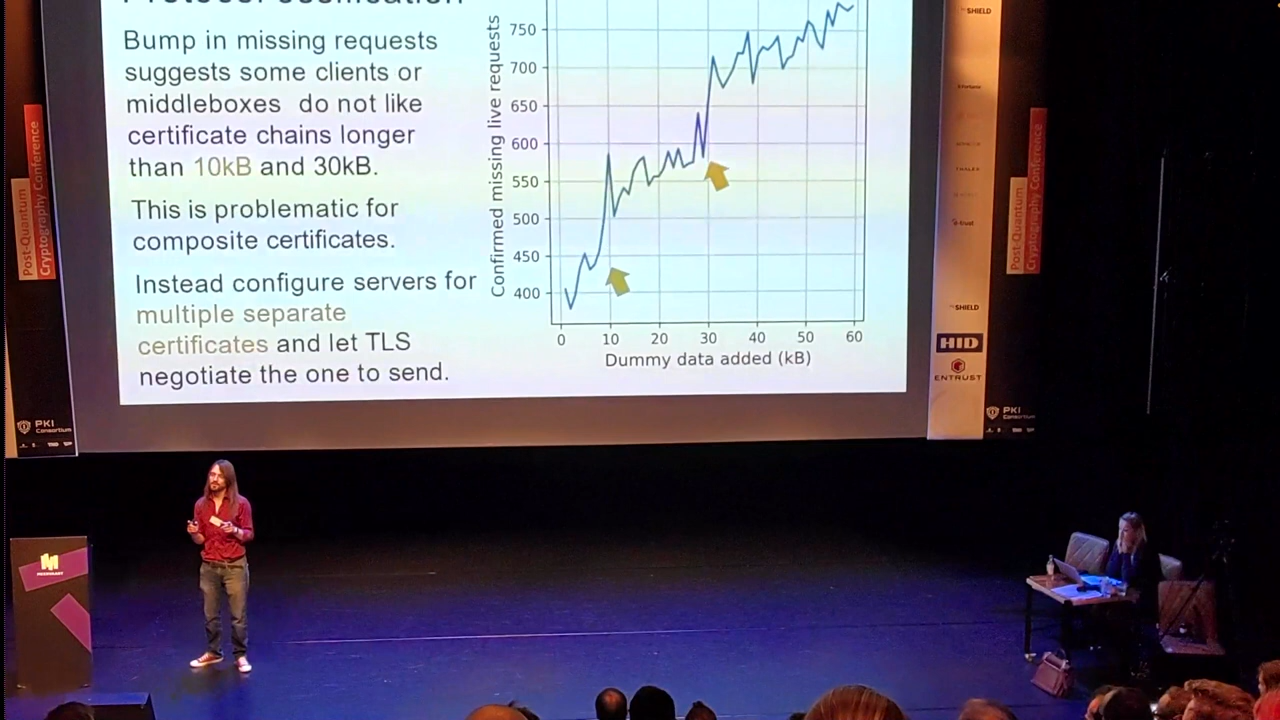 Protocol ossification
Bump in missing requests
suggests some clients or
middleboxes do not like
certificate chains longer
than 10kB and 30kB.
This is problematic for
composite certificates.
Instead configure servers for
multiple separate
certificates and let TLS
negotiate the one to send.
Confirmed missing live requests
750
700
650
600
550
500
450
400
0 10 20 30 40 50 60
Dummy data added (kB)
Post-Quantum
Cryptography Conference
PKI
Consortium
SHIELD
THALES
e-trust
SHIELD
HID
ENTRUST
Post-Quantum
Cryptography Conference
PKI
Consortium